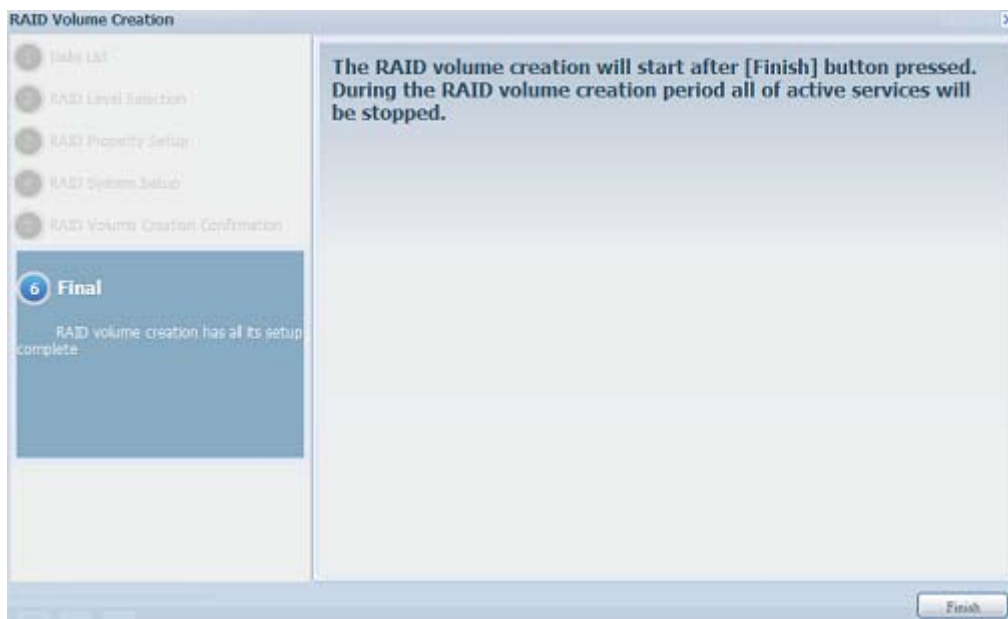 RAID Volume Creation
Disks List
RAID Level Selection
RAID Property Setup
RAID System Setup
RAID Volume Creation Confirmation
6 Final
RAID volume creation has all its setup
complete
The RAID volume creation will start after [Finish] button pressed.
During the RAID volume creation period all of active services will
be stopped.
Finish